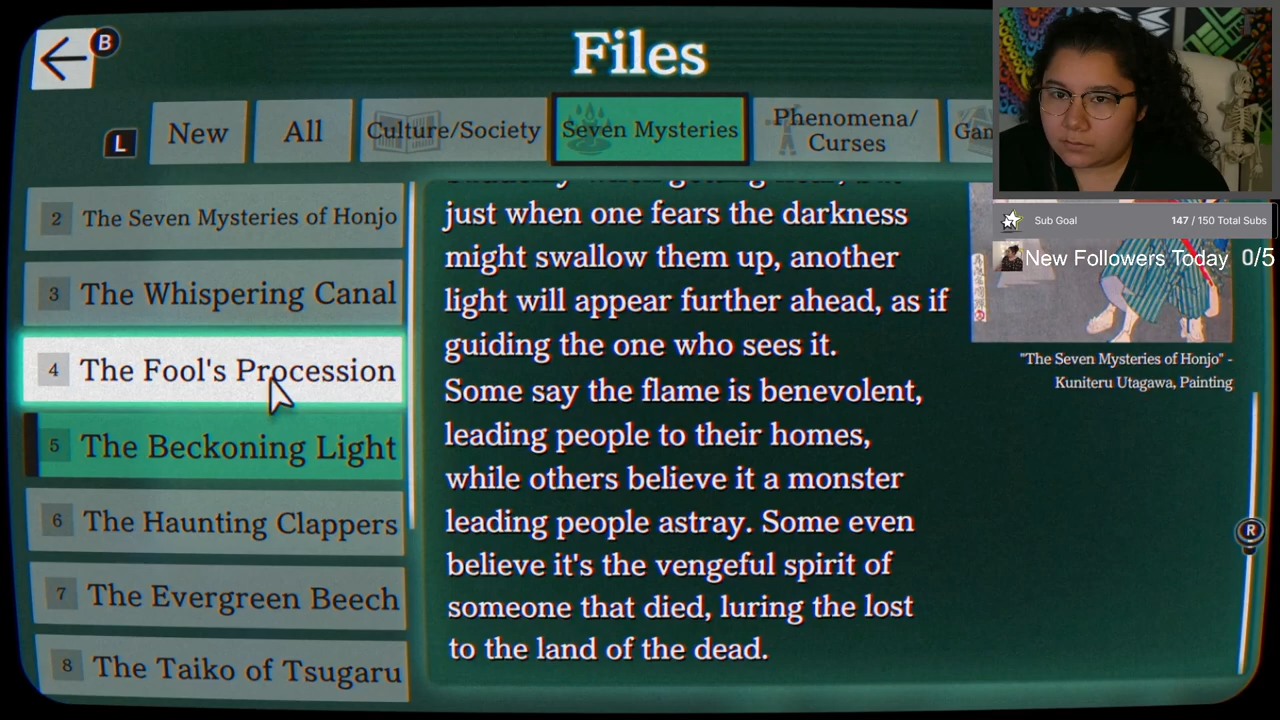 B
Files
L
New
All
Culture/Society
Seven Mysteries
Phenomena/
Curses
2 The Seven Mysteries of Honjo
3 The Whispering Canal
4 The Fool's Procession
5 The Beckoning Light
6 The Haunting Clappers
7 The Evergreen Beech
8 The Taiko of Tsugaru
just when one fears the darkness
might swallow them up, another
light will appear further ahead, as if
guiding the one who sees it.
Some say the flame is benevolent,
leading people to their homes,
while others believe it a monster
leading people astray. Some even
believe it's the vengeful spirit of
someone that died, luring the lost
to the land of the dead.
Sub Goal
147 / 150 Total Subs
New Followers Today 0/5
"The Seven Mysteries of Honjo" -
Kuniteru Utagawa, Painting
R